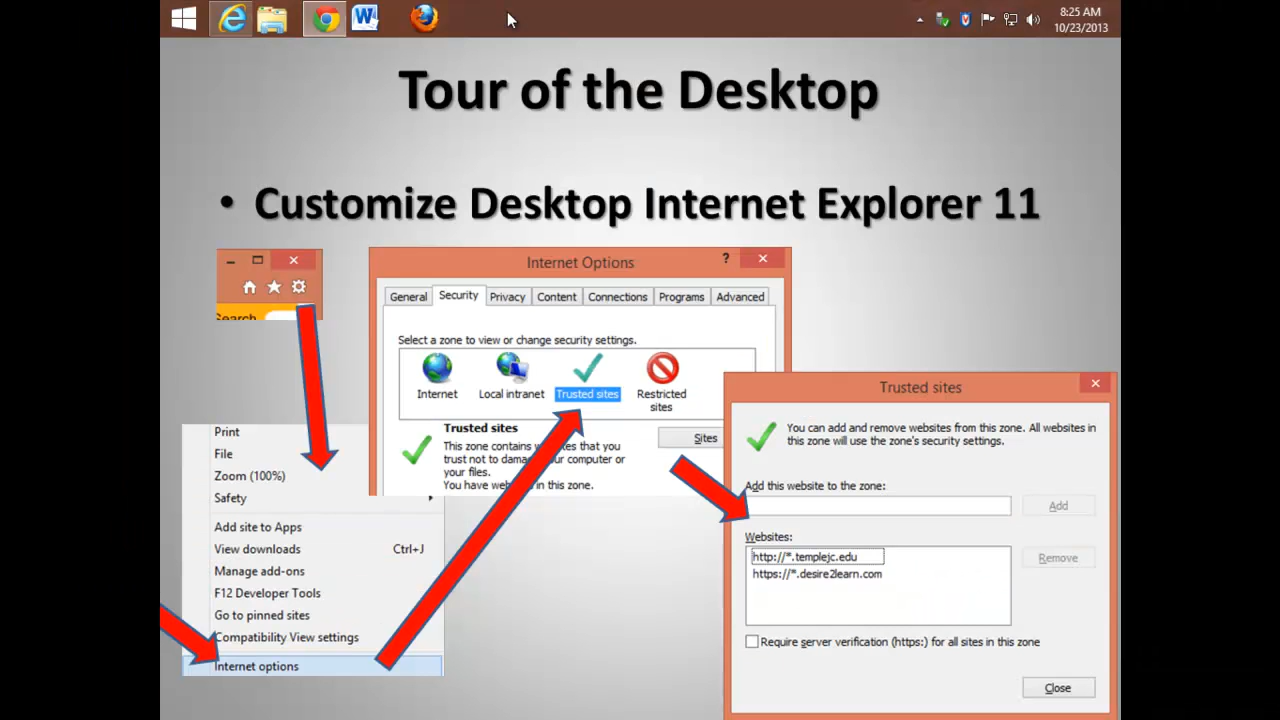 8:25 AM
10/23/2013
Tour of the Desktop
• Customize Desktop Internet Explorer 11
Search
Print
File
Zoom (100%)
Safety
Add site to Apps
View downloads Ctrl+J
Manage add-ons
F12 Developer Tools
Go to pinned sites
Compatibility View settings
Internet options
Internet Options
?
General Security Privacy Content Connections Programs Advanced
Select a zone to view or change security settings.
Internet Local intranet Trusted sites Restricted
sites
Trusted sites
This zone contains that you
trust not to your computer or
your files.
You have in this zone.
Sites
Trusted sites
You can add and remove websites from this zone. All websites in
this zone will use the zone's security settings.
Add this website to the zone:
Add
Websites:
http://*.templejc.edu
https://*.desire2learn.com
Remove
Require server verification (https:) for all sites in this zone
Close